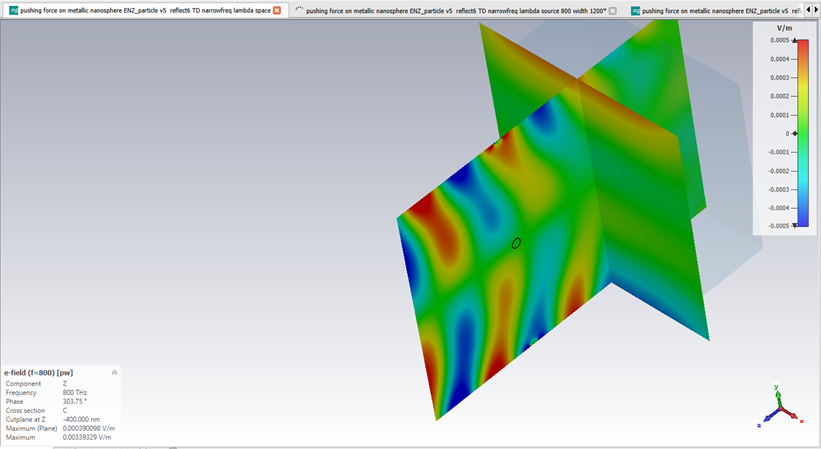 pushing force on metallic nanosphere ENZ_particle v5 reflect6 TD narrowfreq lambda space
pushing force on metallic nanosphere ENZ_particle v5 reflect6 TD narrowfreq lambda source 800 width 1200*
pushing force on metallic nanosphere ENZ_particle v5 refl
V/m
0.0005
0.0004
0.0003
0.0002
0.0001
0
-0.0001
-0.0002
-0.0003
-0.0004
-0.0005
e-field (f=800) [pw]
Component Z
Frequency 800 THz
Phase 303.75 °
Cross section C
Cutplane at Z -400.000 nm
Maximum (Plane) 0.000390098 V/m
Maximum 0.00339329 V/m
y
z
x